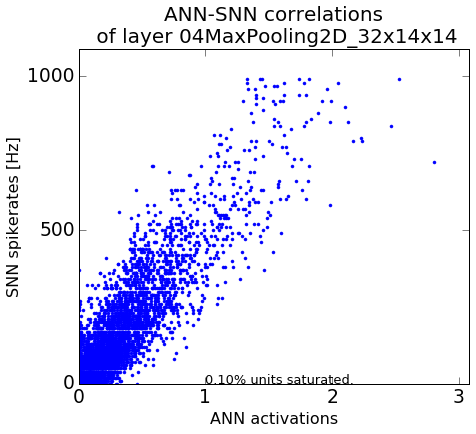 ANN-SNN correlations
of layer 04MaxPooling2D_32x14x14
1000
500
0
SNN spikerates [Hz]
0.10% units saturated.
0 1 2 3
ANN activations